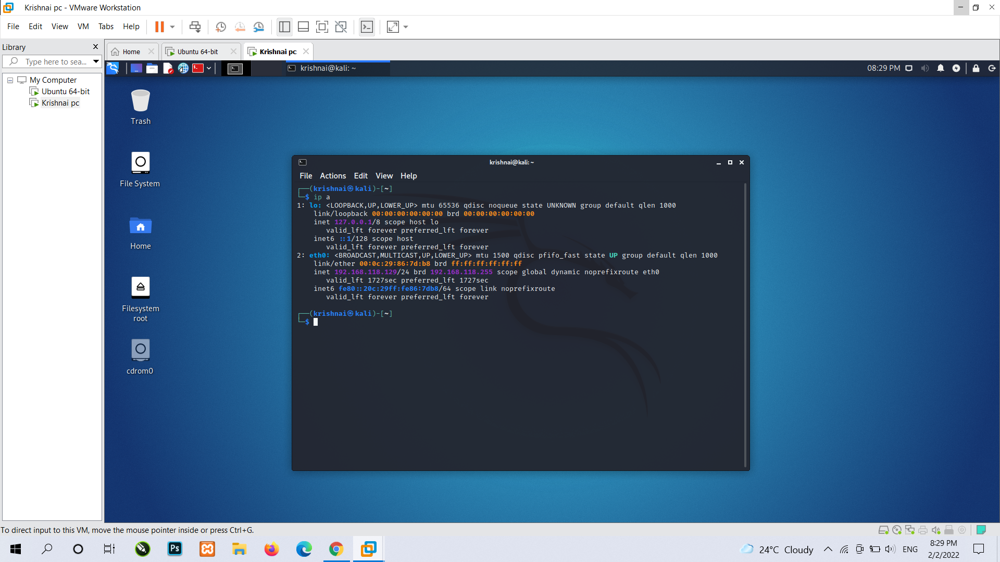 Krishnai pc - VMware Workstation
File Edit View VM Tabs Help
Library
Type here to sea...
Home
Ubuntu 64-bit
Krishnai pc
My Computer
Ubuntu 64-bit
Krishnai pc
krishnai@kali: ~
08:29 PM
Trash
File System
Home
Filesystem
root
cdrom0
krishnai@kali: ~
File Actions Edit View Help
┌──(krishnai㉿kali)-[~]
└─$ ip a
1: lo: <LOOPBACK,UP,LOWER_UP> mtu 65536 qdisc noqueue state UNKNOWN group default qlen 1000
link/loopback 00:00:00:00:00:00 brd 00:00:00:00:00:00
inet 127.0.0.1/8 scope host lo
valid_lft forever preferred_lft forever
inet6 ::1/128 scope host
valid_lft forever preferred_lft forever
2: eth0: <BROADCAST,MULTICAST,UP,LOWER_UP> mtu 1500 qdisc pfifo_fast state UP group default qlen 1000
link/ether 00:0c:29:86:7d:b8 brd ff:ff:ff:ff:ff:ff
inet 192.168.118.129/24 brd 192.168.118.255 scope global dynamic noprefixroute eth0
valid_lft 1727sec preferred_lft 1727sec
inet6 fe80::20c:29ff:fe86:7db8/64 scope link noprefixroute
valid_lft forever preferred_lft forever
┌──(krishnai㉿kali)-[~]
└─$
To direct input to this VM, move the mouse pointer inside or press Ctrl+G.
Ps
24°C Cloudy
ENG
8:29 PM
2/2/2022